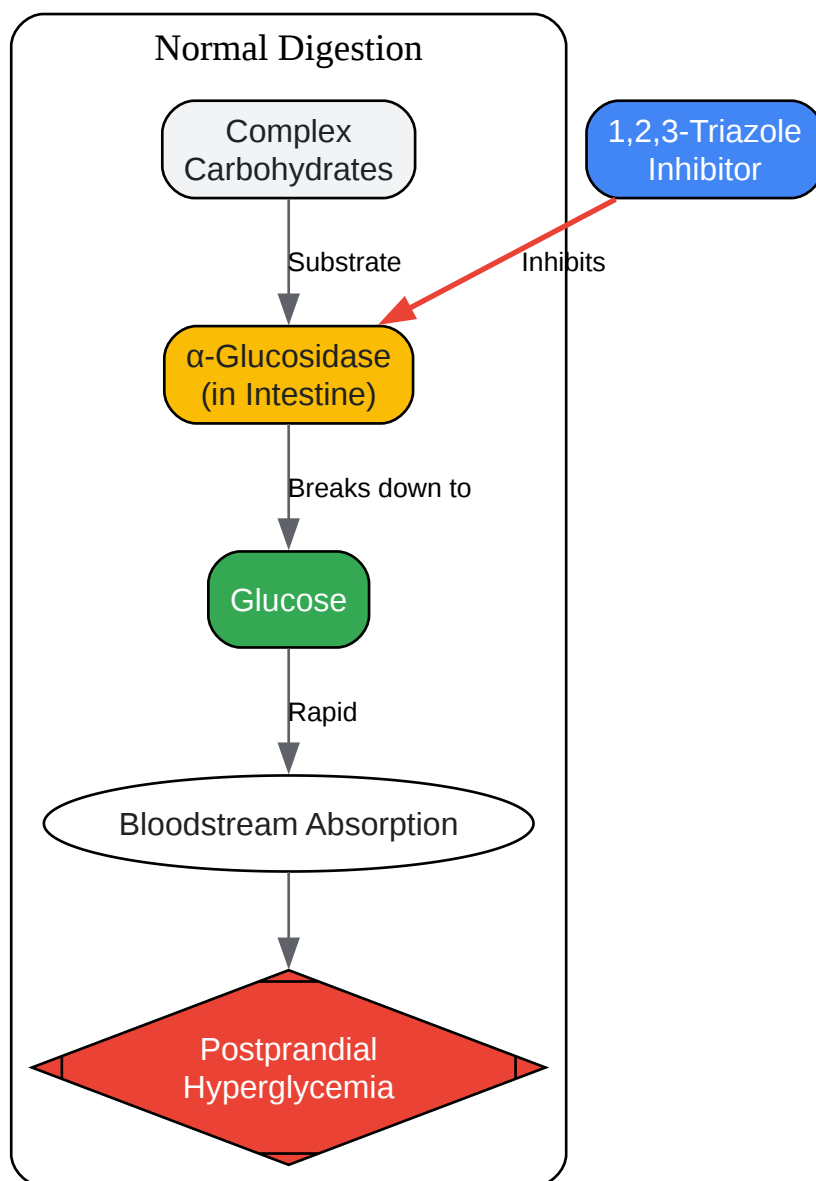 Normal Digestion
Complex
Carbohydrates
1,2,3-Triazole
Inhibitor
Substrate
Inhibits
α-Glucosidase
(in Intestine)
Breaks down to
Glucose
Rapid
Bloodstream Absorption
Postprandial
Hyperglycemia